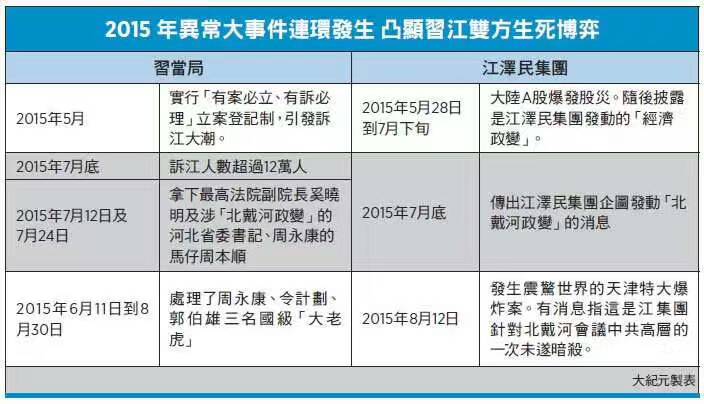 2015 年異常大事件連環發生 凸顯習江雙方生死博弈
習當局
江澤民集團
2015年5月
實行「有案必立、有訴必
理」立案登記制，引發訴
江大潮。
2015年5月28日
到7月下旬
大陸A股爆發股災。隨後披露
是江澤民集團發動的「經濟
政變」。
2015年7月底
訴江人數超過12萬人
2015年7月12日及
7月24日
拿下最高法院副院長奚曉
明及涉「北戴河政變」的
河北省委書記、周永康的
馬仔周本順
2015年7月底
傳出江澤民集團企圖發動「北
戴河政變」的消息
2015年6月11日到8
月30日
處理了周永康、令計劃、
郭伯雄三名國級「大老
虎」
2015年8月12日
發生震驚世界的天津特大爆
炸案。有消息指這是江集團
針對北戴河會議中共高層的
一次未遂暗殺。
大紀元製表